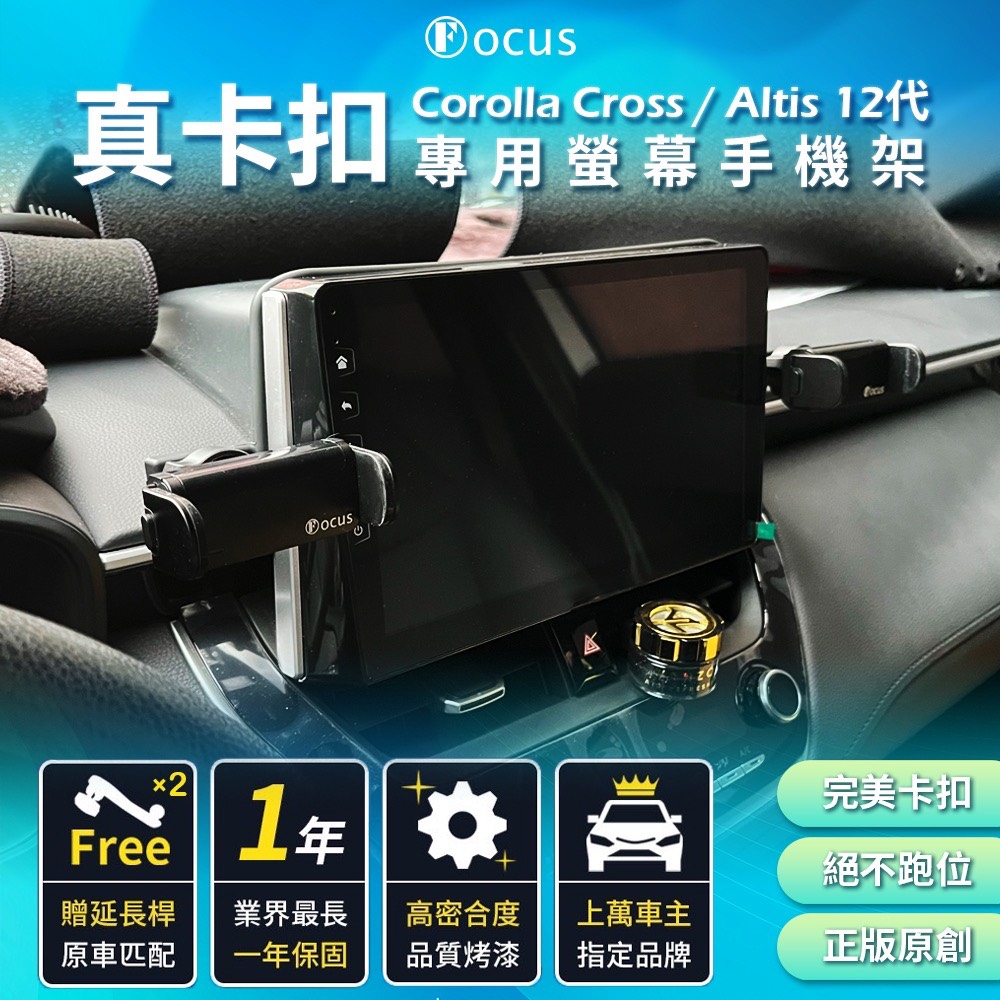 Focus
真卡扣
Corolla Cross / Altis 12代
專用螢幕手機架
Focus
Focus
×2
Free
贈延長桿
原車匹配
1年
業界最長
一年保固
高密合度
品質烤漆
上萬車主
指定品牌
完美卡扣
絕不跑位
正版原創